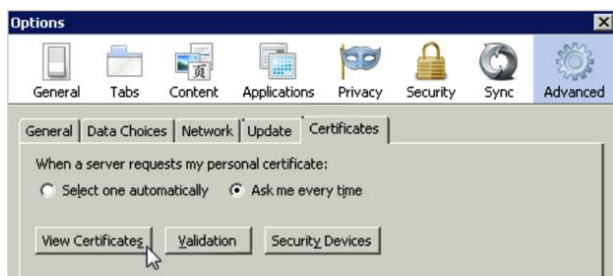 Options
General Tabs Content Applications Privacy Security Sync Advanced
General Data Choices Network Update Certificates
When a server requests my personal certificate:
Select one automatically Ask me every time
View Certificates Validation Security Devices